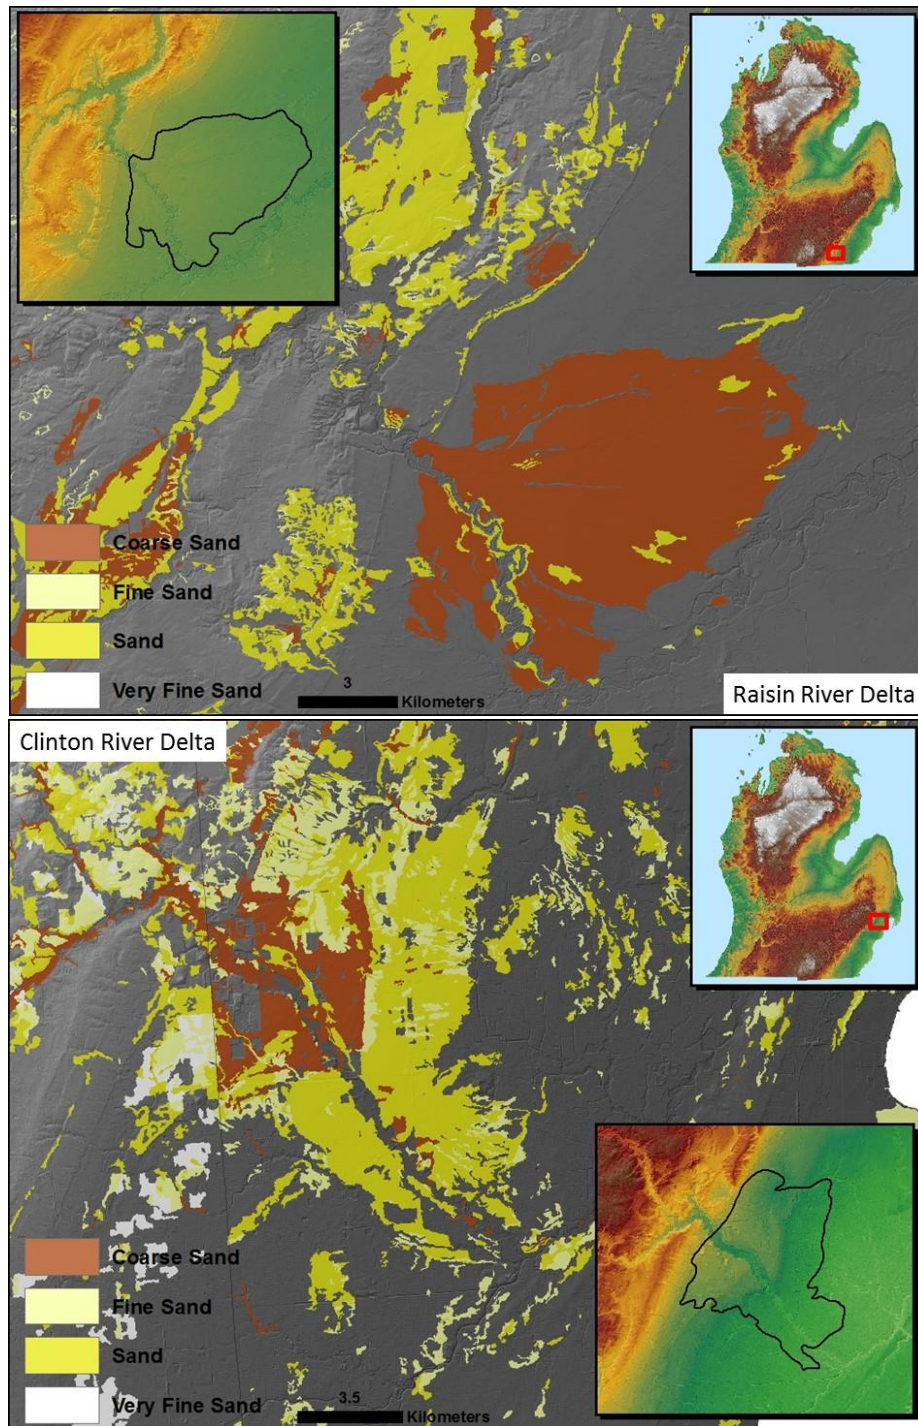 Coarse Sand
Fine Sand
Sand
Very Fine Sand
3
Kilometers
Raisin River Delta
Clinton River Delta
Coarse Sand
Fine Sand
Sand
Very Fine Sand
3.5
Kilometers